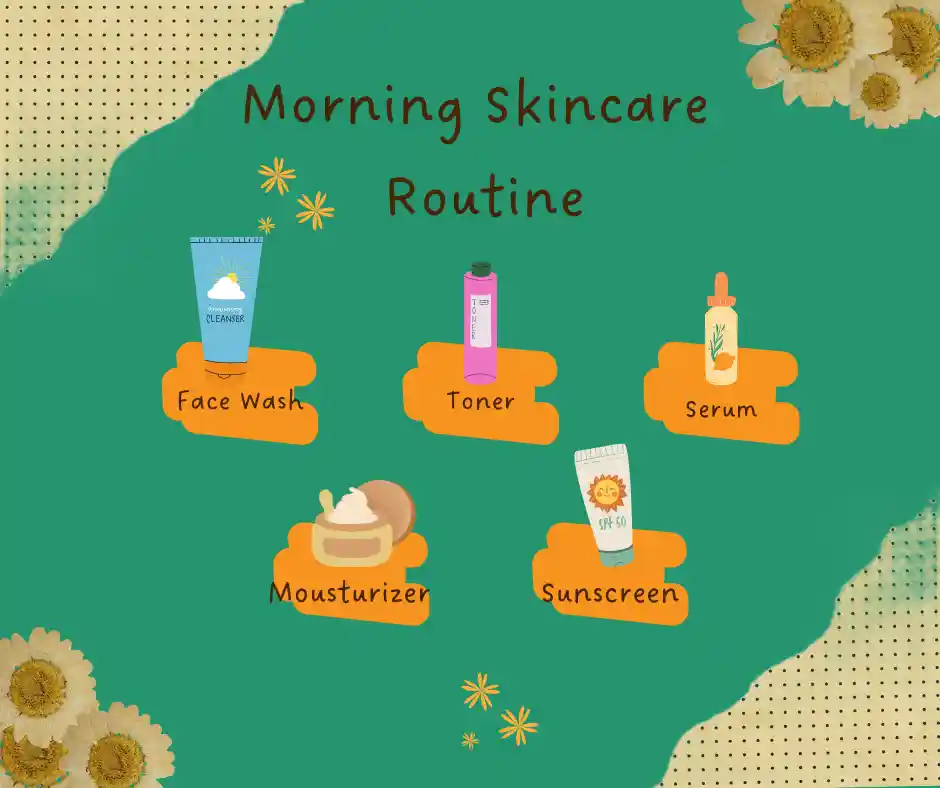 Morning Skincare
Routine
CLEANSER
TONER
Face Wash
Toner
Serum
SPF 50
Mousturizer
Sunscreen